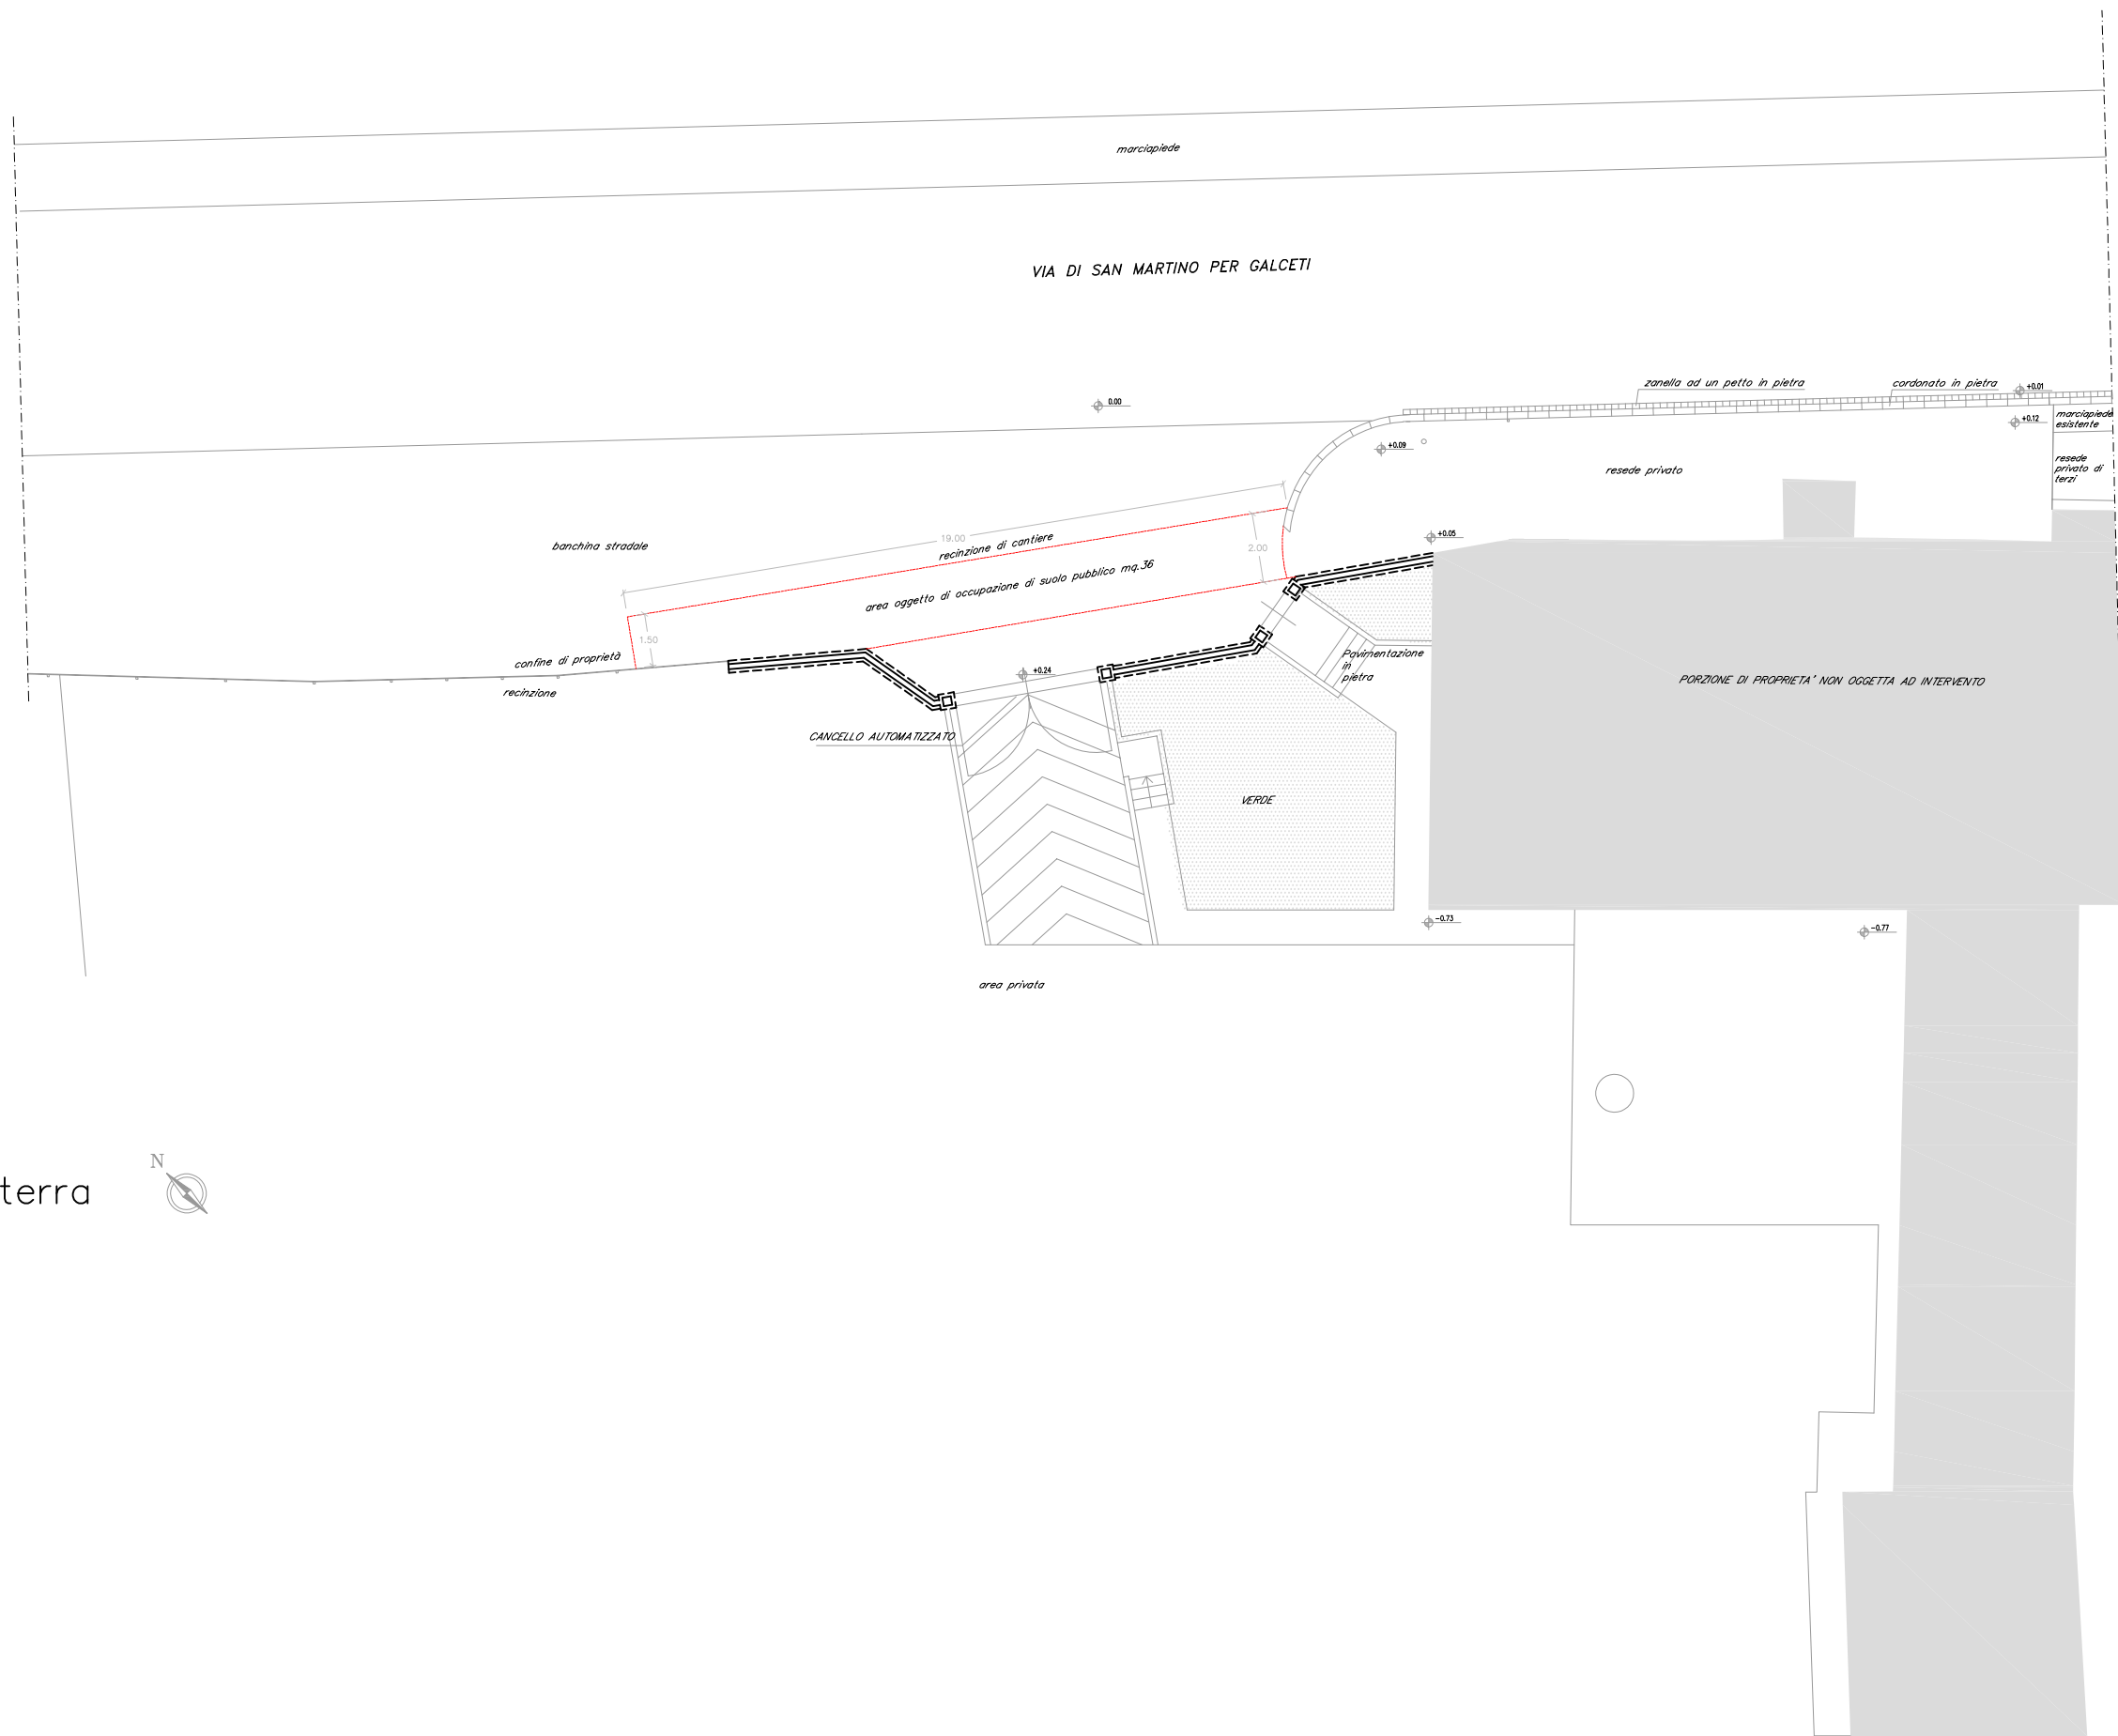 marciapiede
VIA DI SAN MARTINO PER GALCETI
zanella ad un petto in pietra
cordonato in pietra
+0.01
0.00
marciapiede
esistente
+0.12
+0.09
resede privato
resede
privato di
terzi
19.00
recinzione di cantiere
+0.05
banchina stradale
2.00
area oggetto di occupazione di suolo pubblico mq.36
1.50
confine di proprietà
Pavimentazione
in
pietra
+0.24
recinzione
PORZIONE DI PROPRIETA' NON OGGETTA AD INTERVENTO
CANCELLO AUTOMATIZZATO
VERDE
-0.73
-0.77
area privata
N
terra